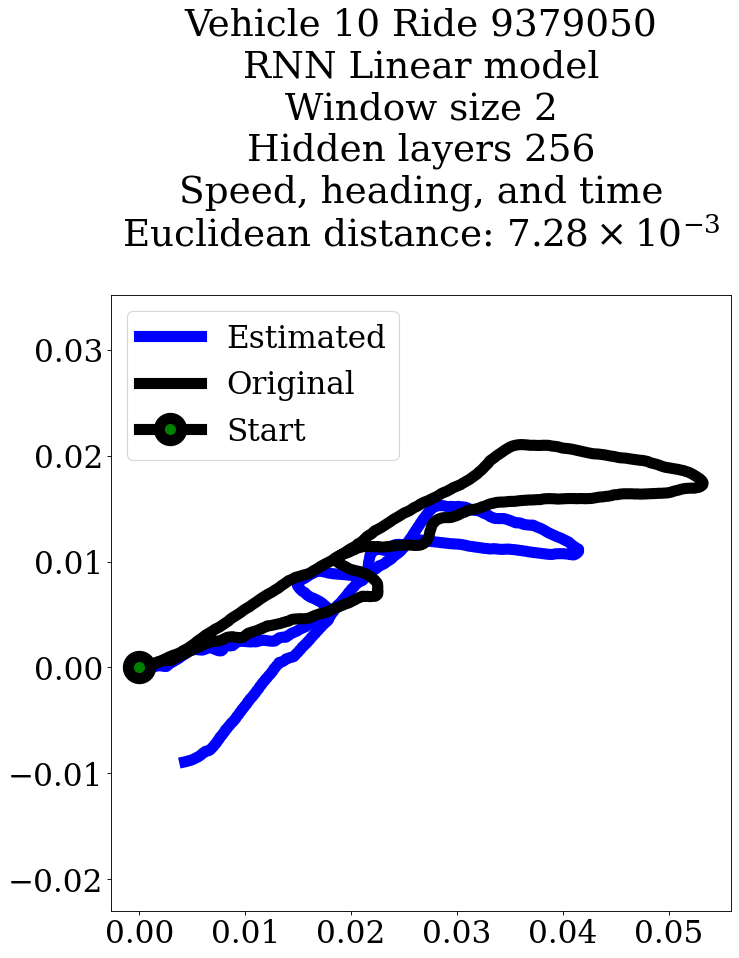 Vehicle 10 Ride 9379050
RNN Linear model
Window size 2
Hidden layers 256
Speed, heading, and time
Euclidean distance: 7.28 × 10⁻³
Estimated
Original
Start
0.03
0.02
0.01
0.00
−0.01
−0.02
0.00 0.01 0.02 0.03 0.04 0.05